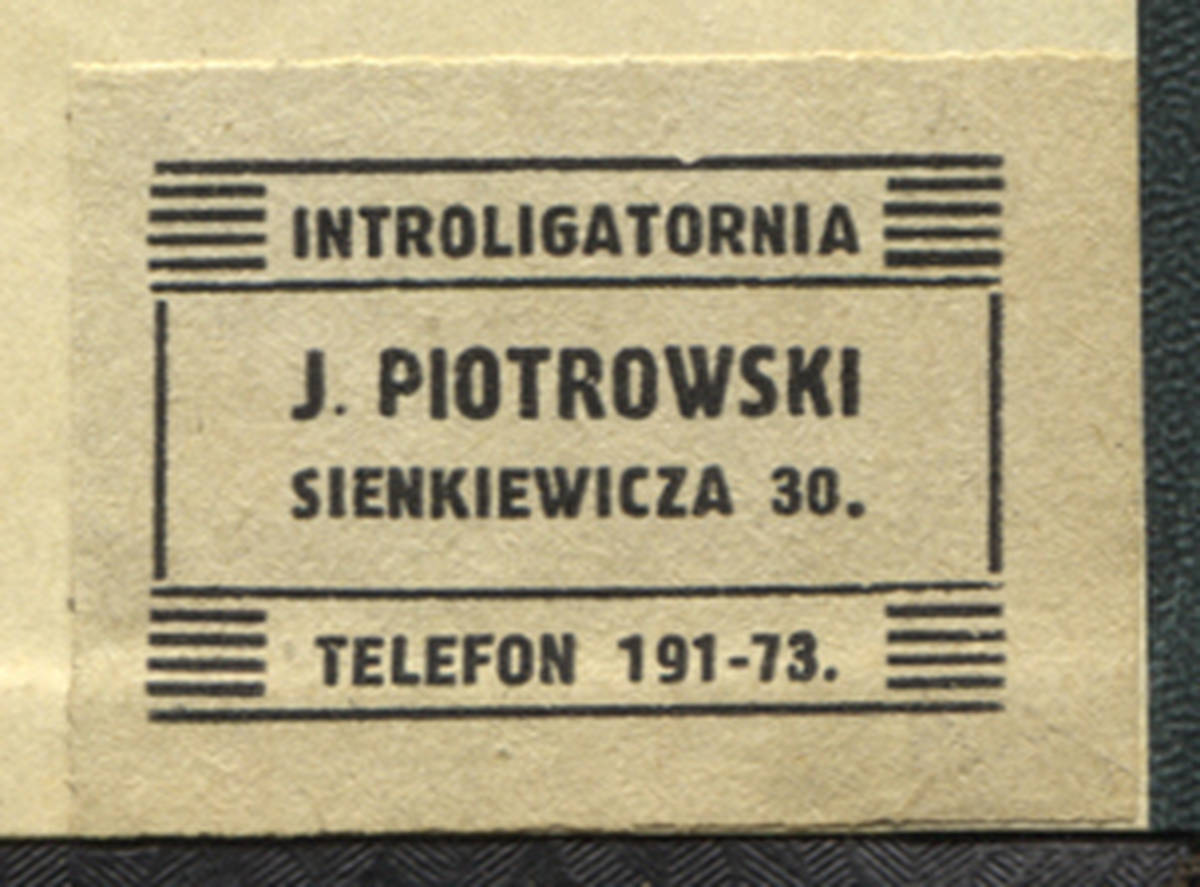 INTROLIGATORNIA
J. PIOTROWSKI
SIENKIEWICZA 30.
TELEFON 191-73.